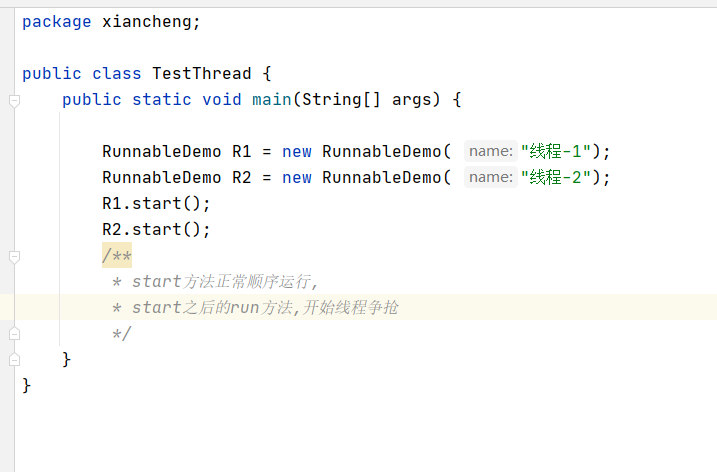 package xiancheng;
public class TestThread {
public static void main(String[] args) {
RunnableDemo R1 = new RunnableDemo( name: "线程-1");
RunnableDemo R2 = new RunnableDemo( name: "线程-2");
R1.start();
R2.start();
/**
* start方法正常顺序运行,
* start之后的run方法,开始线程争抢
*/
}
}